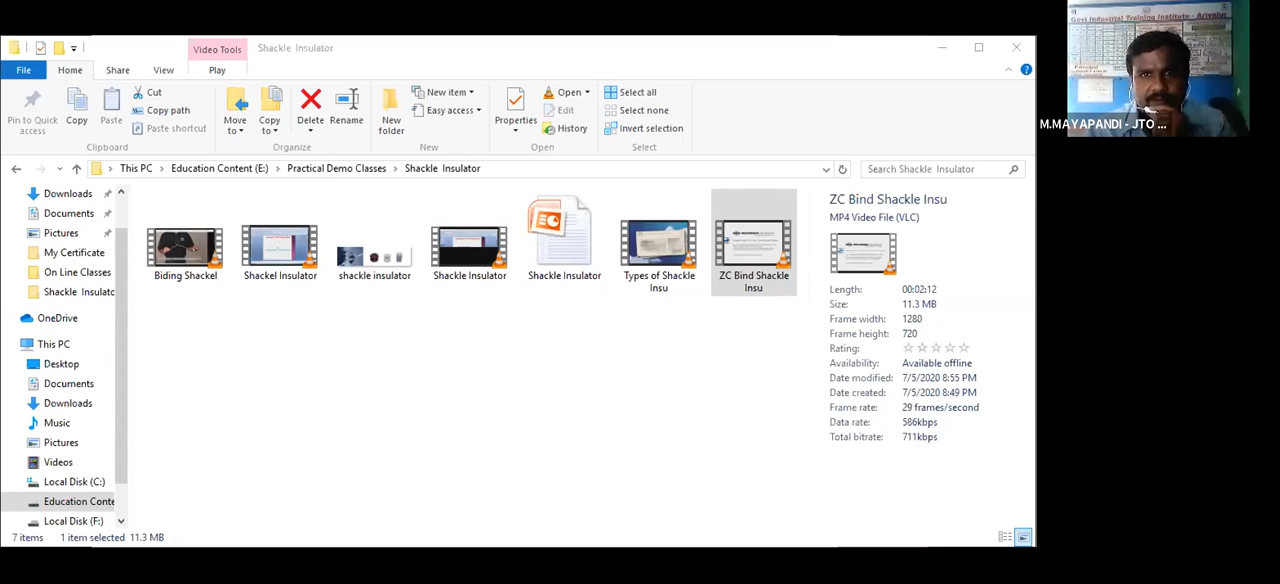 Video Tools
Shackle Insulator
File
Home
Share
View
Play
Pin to Quick
access
Copy
Paste
Cut
Copy path
Paste shortcut
Clipboard
Move
to
Copy
to
Delete
Rename
Organize
New
folder
New item
Easy access
New
Properties
Open
Edit
History
Open
Select all
Select none
Invert selection
Select
This PC
Education Content (E:)
Practical Demo Classes
Shackle Insulator
Search Shackle Insulator
Downloads
Documents
Pictures
My Certificate
On Line Classes
Shackle Insulatc
OneDrive
This PC
Desktop
Documents
Downloads
Music
Pictures
Videos
Local Disk (C:)
Education Conte
Local Disk (F:)
Biding Shackel
Shackel Insulator
shackle insulator
Shackle Insulator
Shackle Insulator
Types of Shackle
Insu
ZC Bind Shackle
Insu
ZC Bind Shackle Insu
MP4 Video File (VLC)
Length: 00:02:12
Size: 11.3 MB
Frame width: 1280
Frame height: 720
Rating:
Availability: Available offline
Date modified: 7/5/2020 8:55 PM
Date created: 7/5/2020 8:49 PM
Frame rate: 29 frames/second
Data rate: 586kbps
Total bitrate: 711kbps
7 items
1 item selected 11.3 MB
Govt Industrial Training Institute - Ariyalur
M.MAYAPANDI - JTO ...